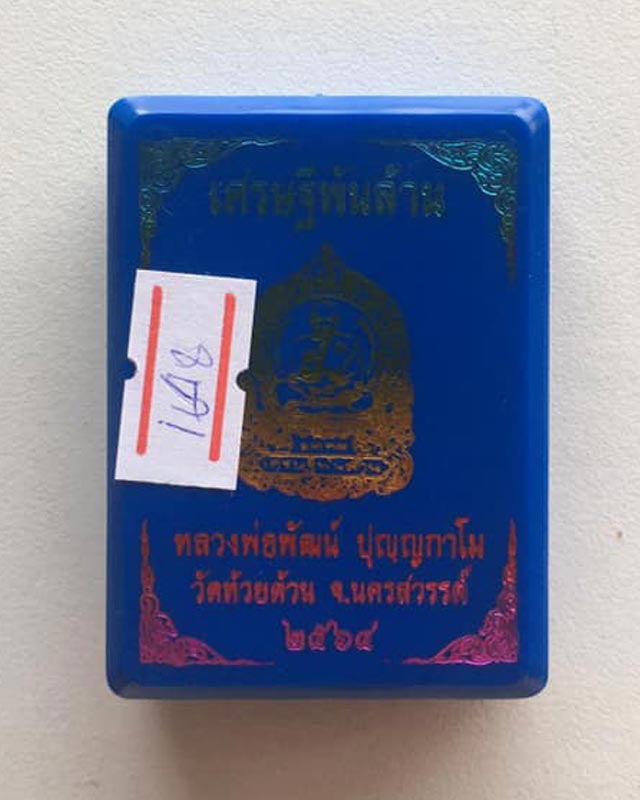 เศรษฐีพันล้าน
หลวงพ่อพัฒน์ ปุญฺญกาโม
วัดห้วยด้วน จ.นครสวรรค์
๒๕๖๔